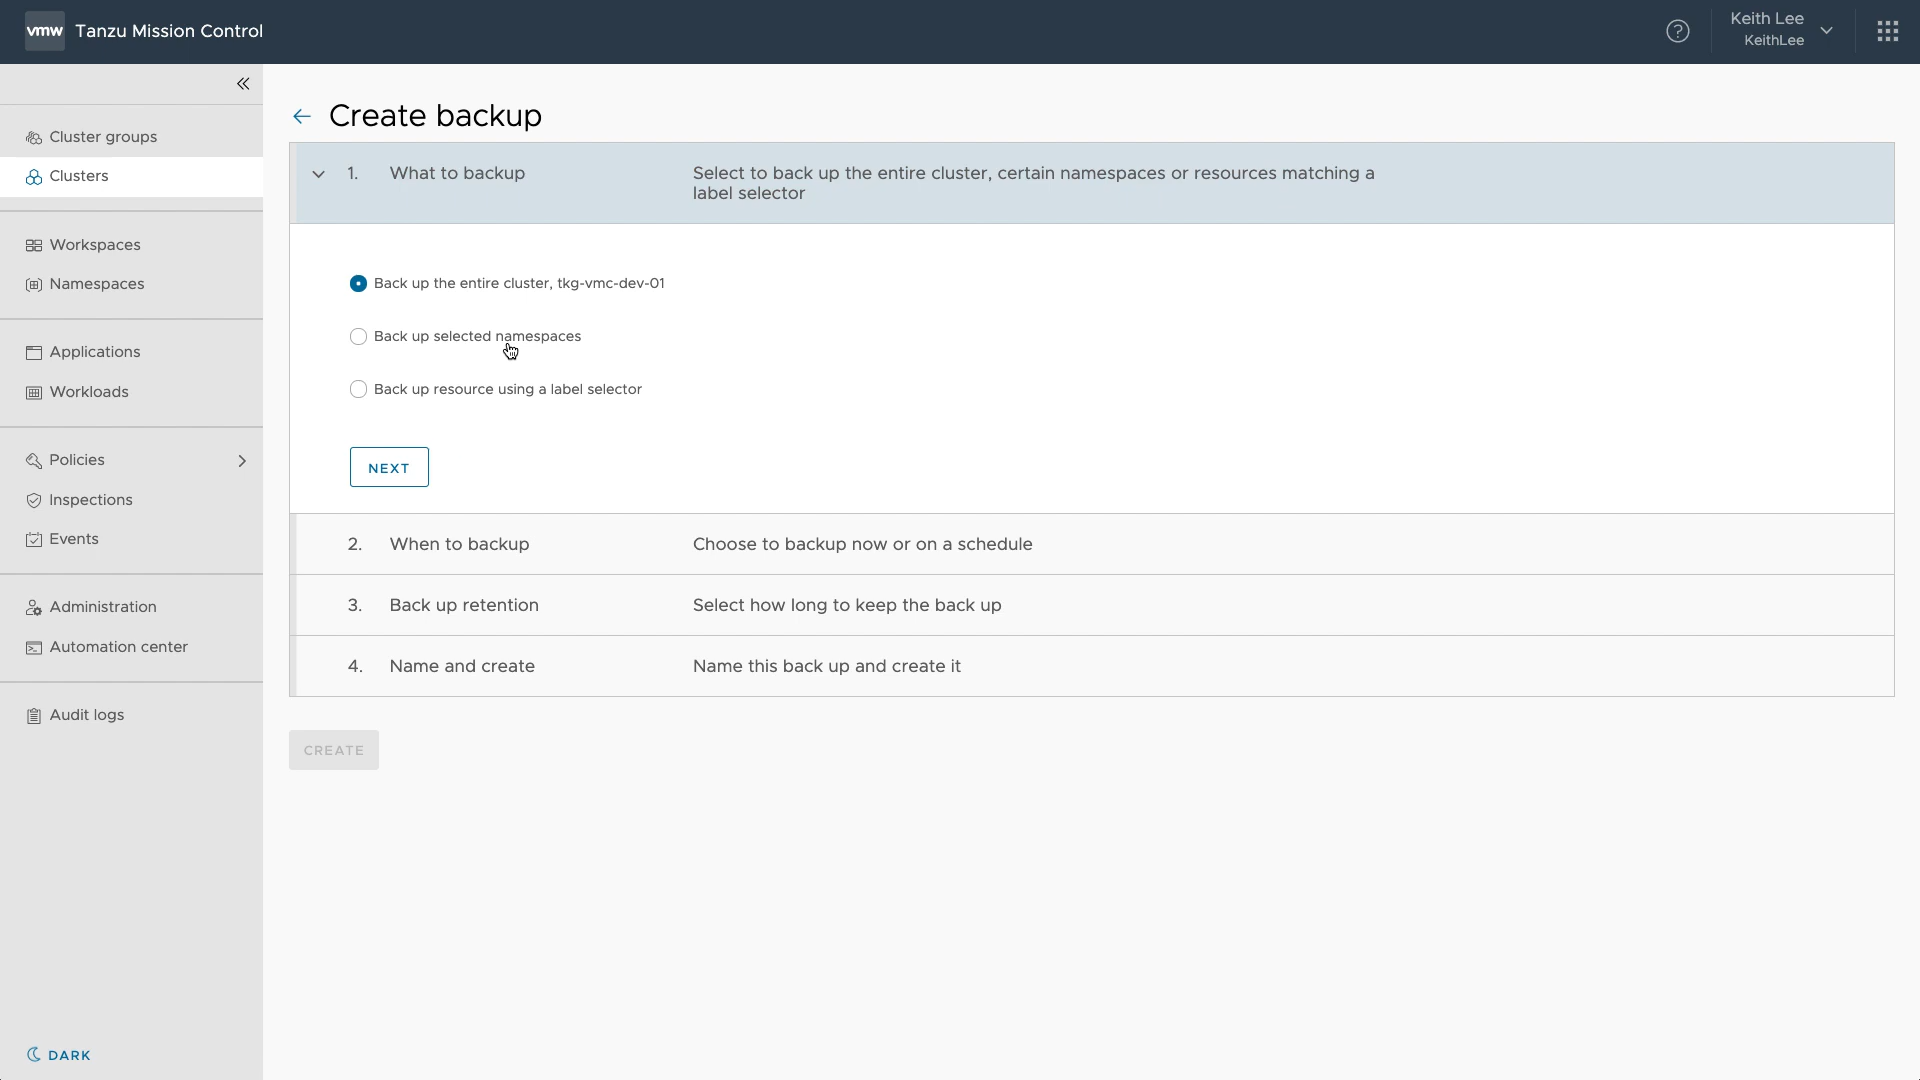 vmw Tanzu Mission Control
Keith Lee
KeithLee
Cluster groups
Clusters
Workspaces
Namespaces
Applications
Workloads
Policies
Inspections
Events
Administration
Automation center
Audit logs
DARK
Create backup
1. What to backup Select to back up the entire cluster, certain namespaces or resources matching a
label selector
Back up the entire cluster, tkg-vmc-dev-01
Back up selected namespaces
Back up resource using a label selector
NEXT
2. When to backup Choose to backup now or on a schedule
3. Back up retention Select how long to keep the back up
4. Name and create Name this back up and create it
CREATE